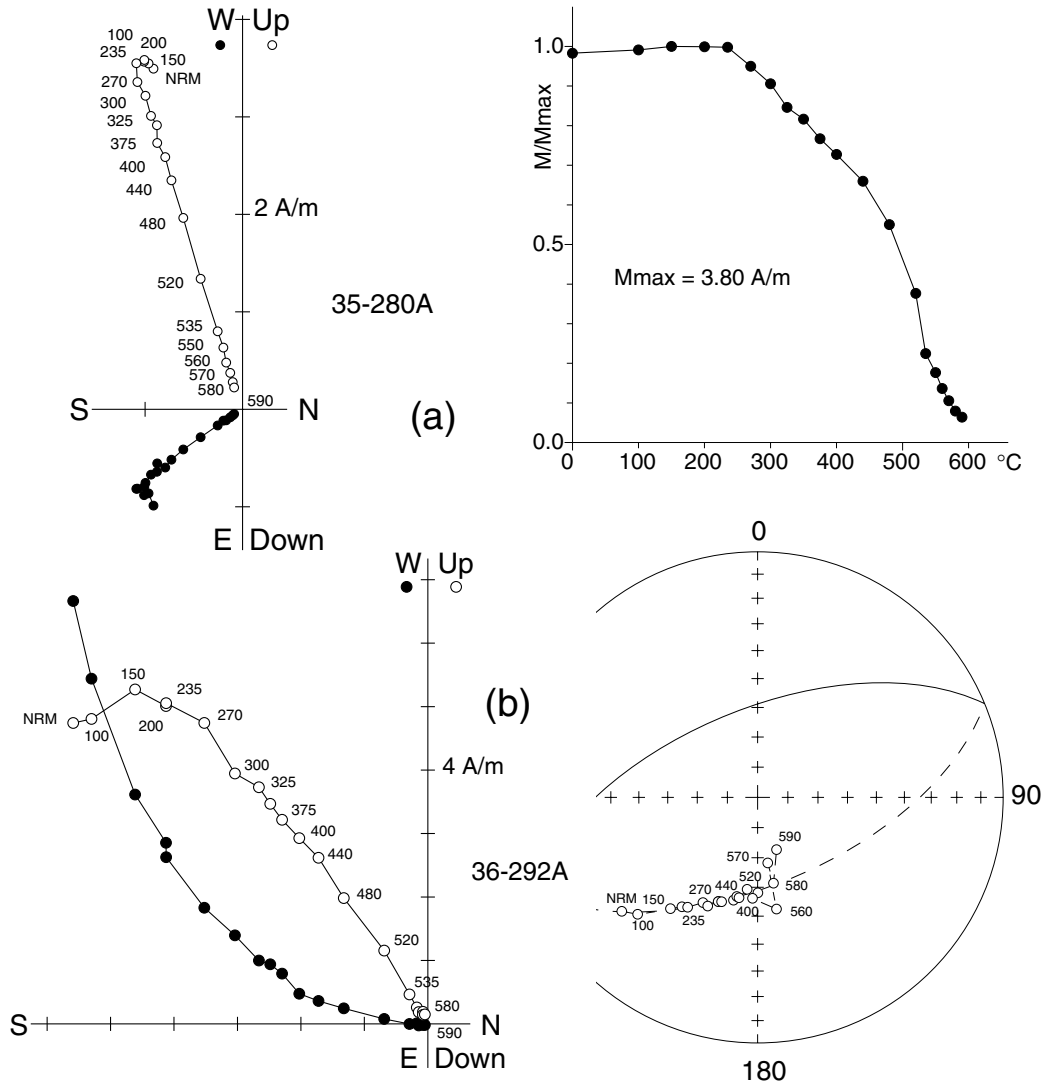 W Up
100
200
235
150
NRM
270
300
325
375
400
440
480
2 A/m
520
535
550
560
570
580
590
S
N
E Down
35-280A
(a)
M/Mmax
1.0
0.5
0.0
Mmax = 3.80 A/m
0 100 200 300 400 500 600 °C
W Up
150
235
NRM
100
200
270
300
325
375
400
440
480
520
535
580
590
4 A/m
S
N
E Down
(b)
36-292A
0
90
180
590
570
520
580
440
270
NRM
150
100
235
400
560